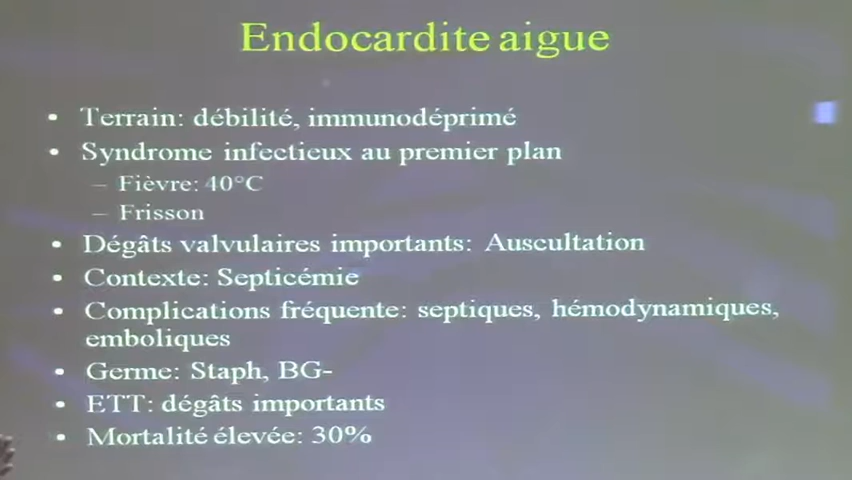 Endocardite aigue
• Terrain: débilité, immunodéprimé
• Syndrome infectieux au premier plan
– Fièvre: 40°C
– Frisson
• Dégâts valvulaires importants: Auscultation
• Contexte: Septicémie
• Complications fréquente: septiques, hémodynamiques,
emboliques
• Germe: Staph, BG-
• ETT: dégâts importants
• Mortalité élevée: 30%